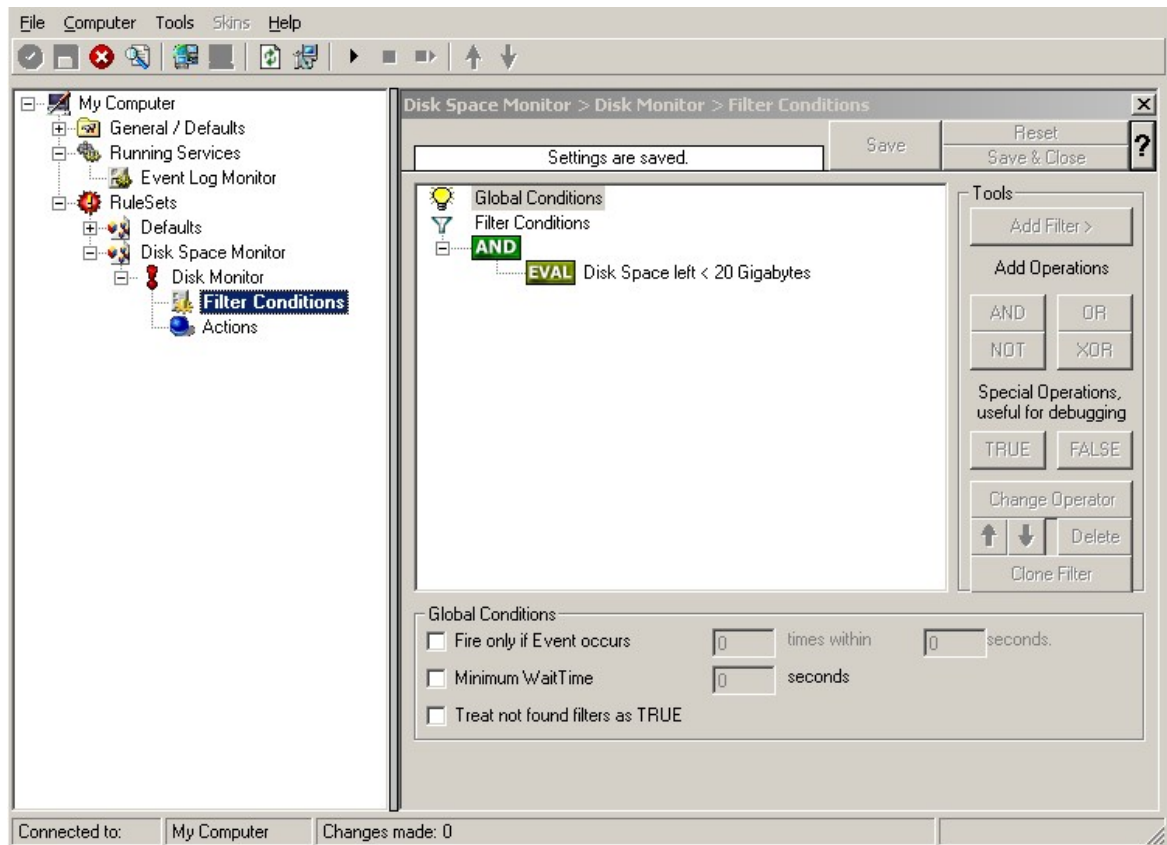 File Computer Tools Skins Help
My Computer
General / Defaults
Running Services
Event Log Monitor
RuleSets
Defaults
Disk Space Monitor
Disk Monitor
Filter Conditions
Actions
Disk Space Monitor > Disk Monitor > Filter Conditions
Settings are saved.
Save
Reset
Save & Close
?
Global Conditions
Filter Conditions
AND
EVAL Disk Space left < 20 Gigabytes
Tools
Add Filter >
Add Operations
AND OR
NOT XOR
Special Operations,
useful for debugging
TRUE FALSE
Change Operator
Delete
Clone Filter
Global Conditions
Fire only if Event occurs 0 times within 0 seconds.
Minimum WaitTime 0 seconds
Treat not found filters as TRUE
Connected to: My Computer Changes made: 0